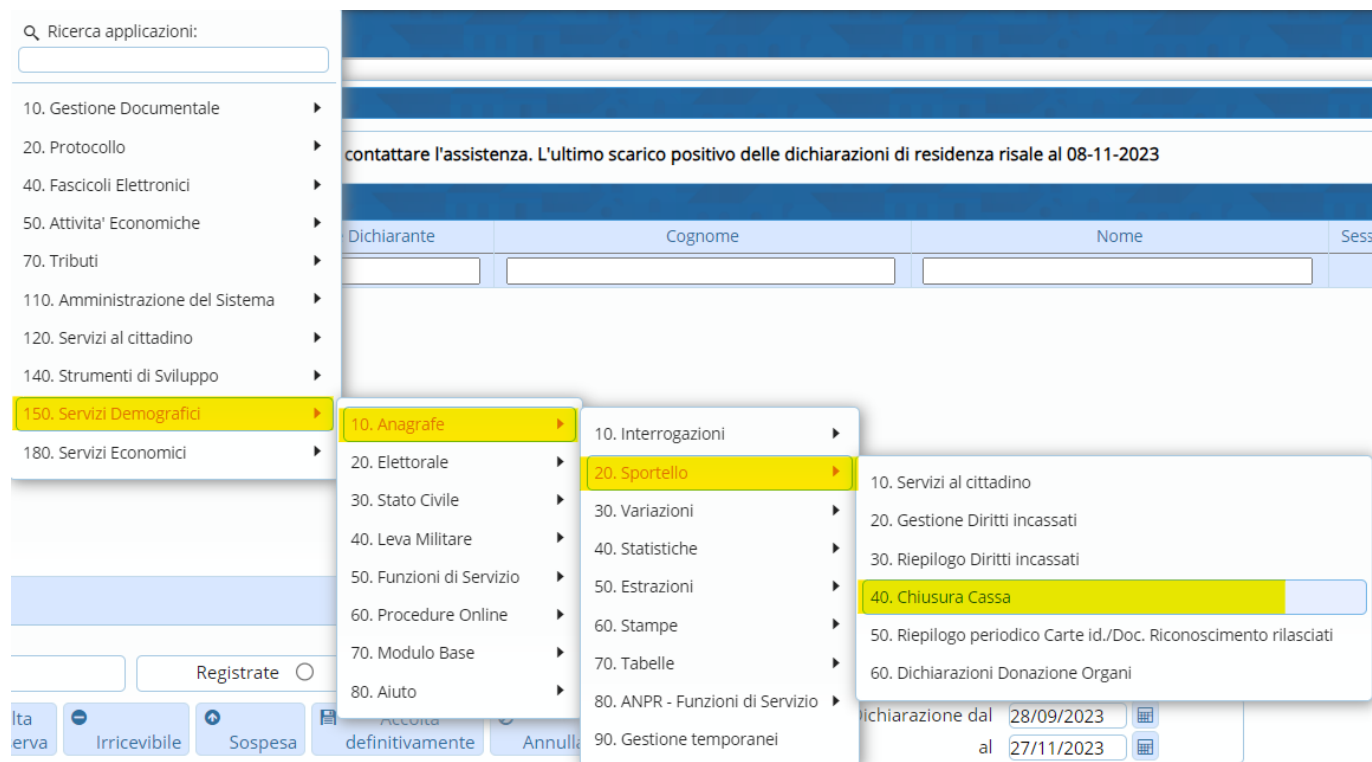 Ricerca applicazioni:
10. Gestione Documentale
20. Protocollo
40. Fascicoli Elettronici
50. Attivita' Economiche
70. Tributi
110. Amministrazione del Sistema
120. Servizi al cittadino
140. Strumenti di Sviluppo
150. Servizi Demografici
180. Servizi Economici
contattare l'assistenza. L'ultimo scarico positivo delle dichiarazioni di residenza risale al 08-11-2023
Dichiarante Cognome Nome Sess
10. Anagrafe
20. Elettorale
30. Stato Civile
40. Leva Militare
50. Funzioni di Servizio
60. Procedure Online
70. Modulo Base
80. Aiuto
10. Interrogazioni
20. Sportello
30. Variazioni
40. Statistiche
50. Estrazioni
60. Stampe
70. Tabelle
80. ANPR - Funzioni di Servizio
90. Gestione temporanei
10. Servizi al cittadino
20. Gestione Diritti incassati
30. Riepilogo Diritti incassati
40. Chiusura Cassa
50. Riepilogo periodico Carte id./Doc. Riconoscimento rilasciati
60. Dichiarazioni Donazione Organi
Registrate
lta
erva
Irricevibile
Sospesa
Accolta
definitivamente
Annulla
ichiarazione dal 28/09/2023
al 27/11/2023